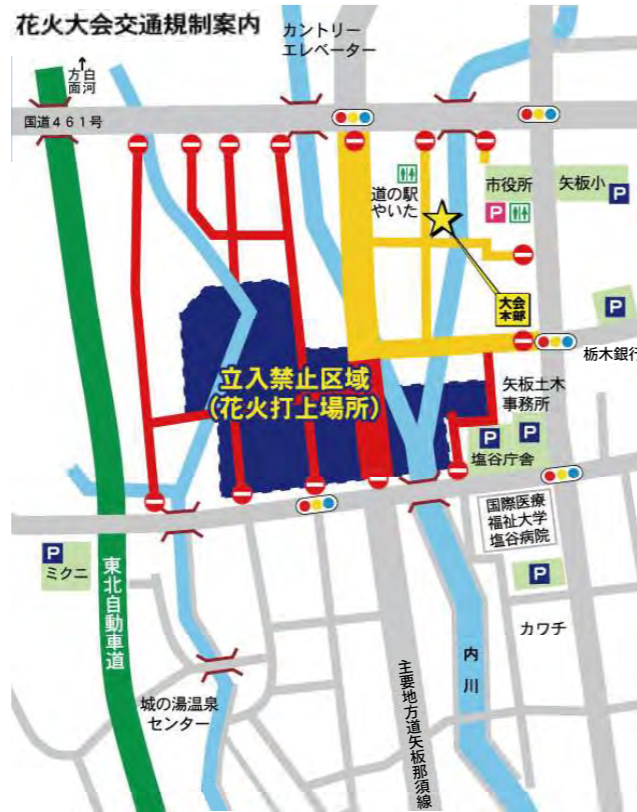 花火大会交通規制案内
白河
方面
カントリー
エレベーター
国道461号
道の駅
やいた
市役所
矢板小
P
P
大会
本部
P
栃木銀行
立入禁止区域
(花火打上場所)
矢板土木
事務所
P
P
塩谷庁舎
国際医療
福祉大学
塩谷病院
P
ミクニ
P
カワチ
東北自動車道
城の湯温泉
センター
主要地方道矢板那須線
内川